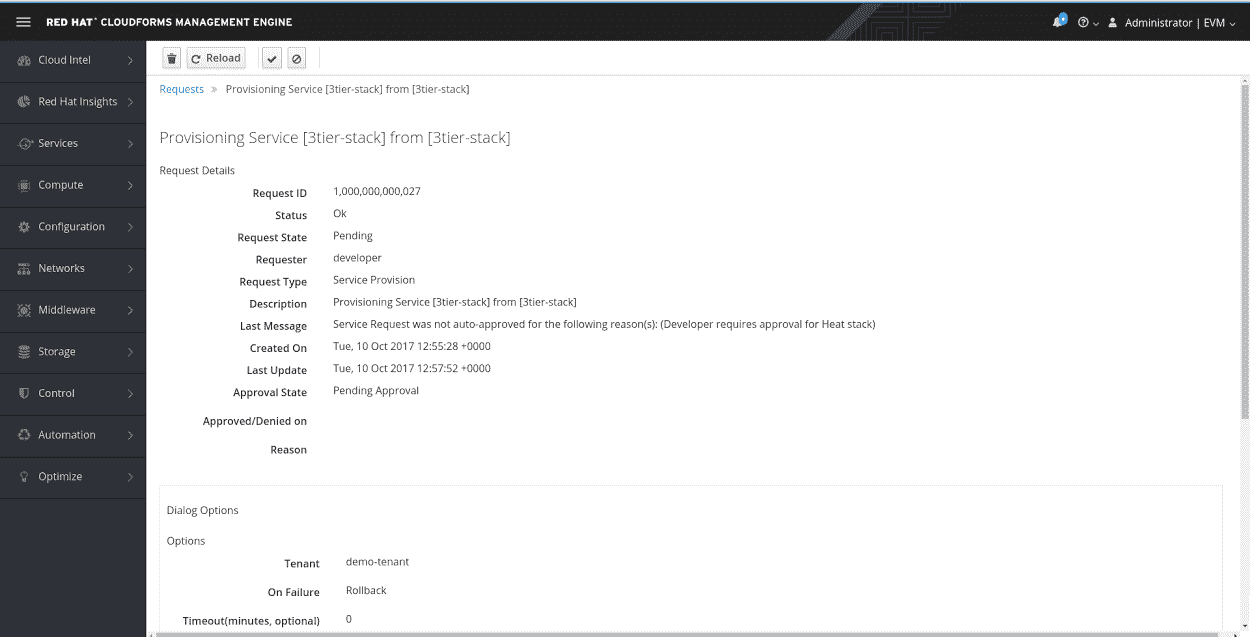 RED HAT® CLOUDFORMS MANAGEMENT ENGINE
Administrator | EVM
Cloud Intel
Red Hat Insights
Services
Compute
Configuration
Networks
Middleware
Storage
Control
Automation
Optimize
Reload
Requests » Provisioning Service [3tier-stack] from [3tier-stack]
Provisioning Service [3tier-stack] from [3tier-stack]
Request Details
Request ID 1,000,000,000,027
Status Ok
Request State Pending
Requester developer
Request Type Service Provision
Description Provisioning Service [3tier-stack] from [3tier-stack]
Last Message Service Request was not auto-approved for the following reason(s): (Developer requires approval for Heat stack)
Created On Tue, 10 Oct 2017 12:55:28 +0000
Last Update Tue, 10 Oct 2017 12:57:52 +0000
Approval State Pending Approval
Approved/Denied on
Reason
Dialog Options
Options
Tenant demo-tenant
On Failure Rollback
Timeout(minutes, optional) 0